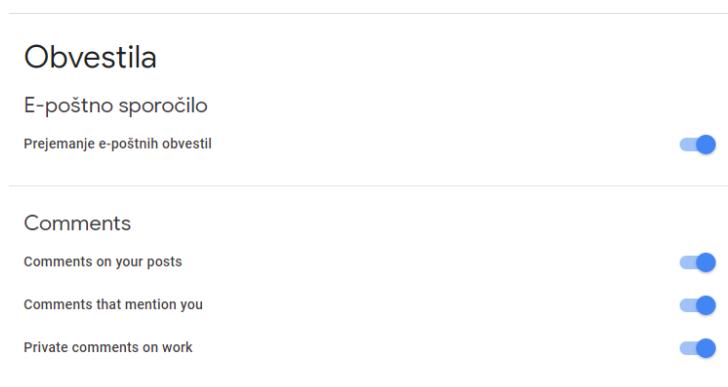 Obvestila
E-poštno sporočilo
Prejemanje e-poštnih obvestil
Comments
Comments on your posts
Comments that mention you
Private comments on work